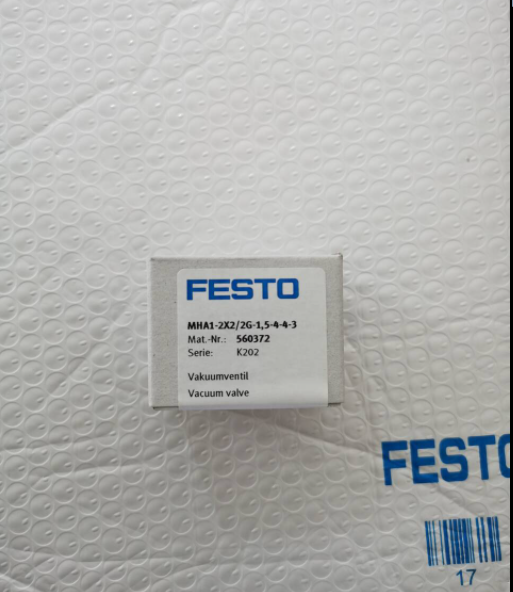 FESTO
MHA1-2X2/2G-1,5-4-4-3
Mat.-Nr.: 560372
Serie: K202
Vakuumventil
Vacuum valve
FESTO
17